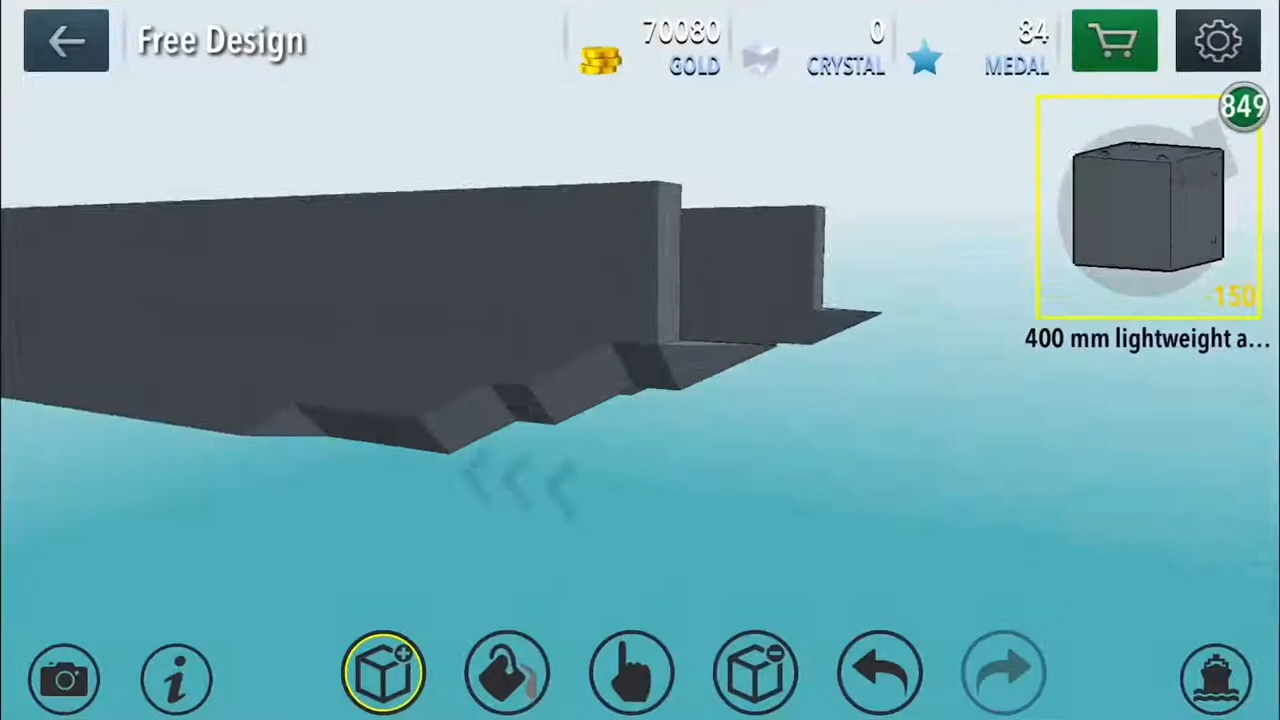 Free Design
70080
GOLD
0
CRYSTAL
84
MEDAL
849
-150
400 mm lightweight a...